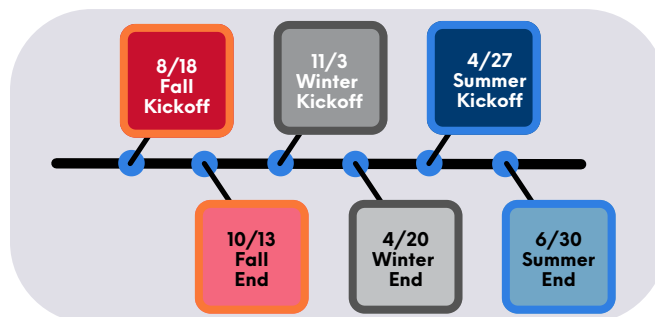 8/18
Fall
Kickoff
11/3
Winter
Kickoff
4/27
Summer
Kickoff
10/13
Fall
End
4/20
Winter
End
6/30
Summer
End